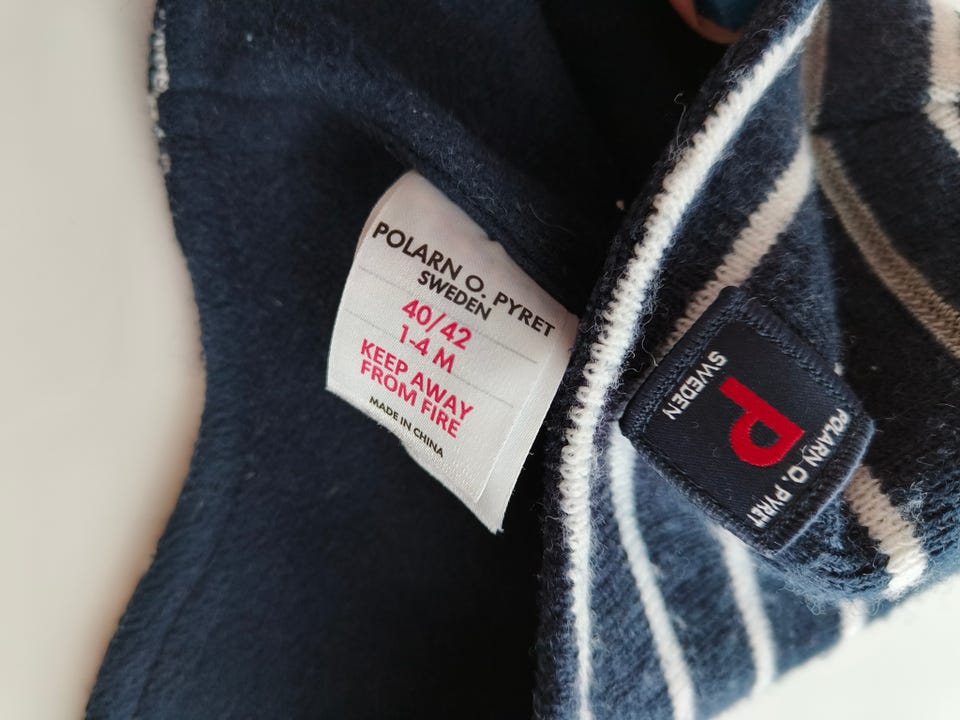 POLARN O. PYRET
SWEDEN
40/42
1-4 M
KEEP AWAY
FROM FIRE
MADE IN CHINA
POLARN O. PYRET
P
SWEDEN